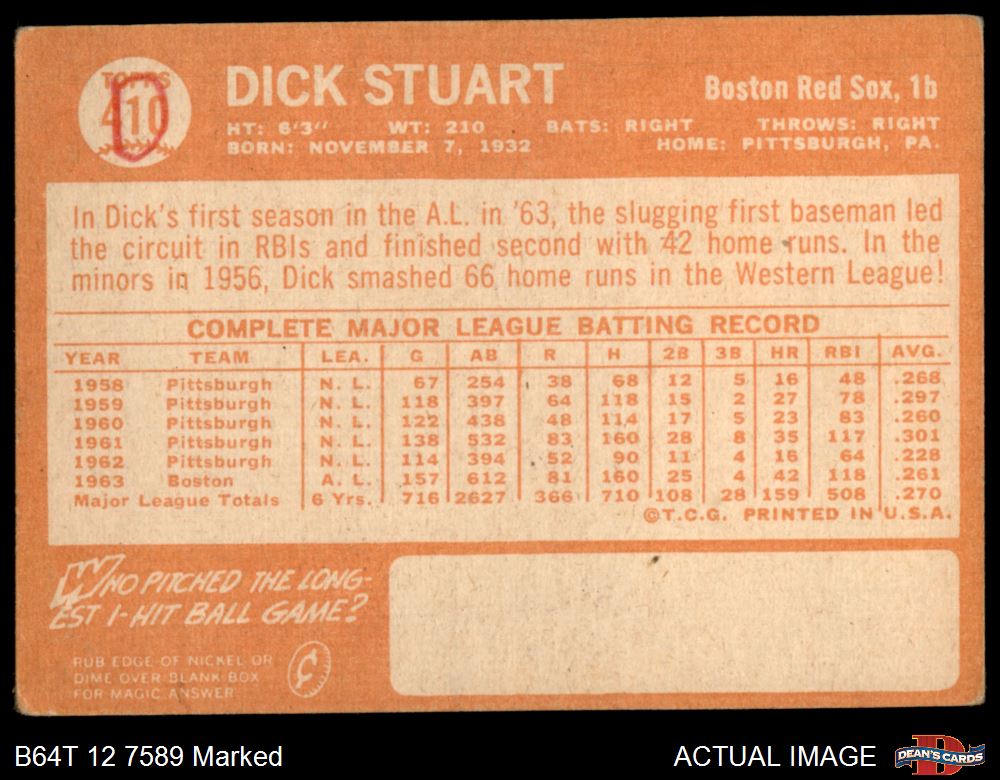 TOPPS
410
DICK STUART
Boston Red Sox, 1b
HT: 6'3" WT: 210 BATS: RIGHT THROWS: RIGHT
BORN: NOVEMBER 7, 1932 HOME: PITTSBURGH, PA.
In Dick's first season in the A.L. in '63, the slugging first baseman led
the circuit in RBIs and finished second with 42 home runs. In the
minors in 1956, Dick smashed 66 home runs in the Western League!
COMPLETE MAJOR LEAGUE BATTING RECORD
YEAR TEAM LEA. G AB R H 2B 3B HR RBI AVG.
1958 Pittsburgh N. L. 67 254 38 68 12 5 16 48 .268
1959 Pittsburgh N. L. 118 397 64 118 15 2 27 78 .297
1960 Pittsburgh N. L. 122 438 48 114 17 5 23 83 .260
1961 Pittsburgh N. L. 138 532 83 160 28 8 35 117 .301
1962 Pittsburgh N. L. 114 394 52 90 11 4 16 64 .228
1963 Boston A. L. 157 612 81 160 25 4 42 118 .261
Major League Totals 6 Yrs. 716 2627 366 710 108 28 159 508 .270
©T.C.G. PRINTED IN U.S.A.
WHO PITCHED THE LONG-
EST 1-HIT BALL GAME?
RUB EDGE OF NICKEL OR
DIME OVER BLANK BOX
FOR MAGIC ANSWER
¢
B64T 12 7589 Marked
ACTUAL IMAGE
D
DEAN'S CARDS